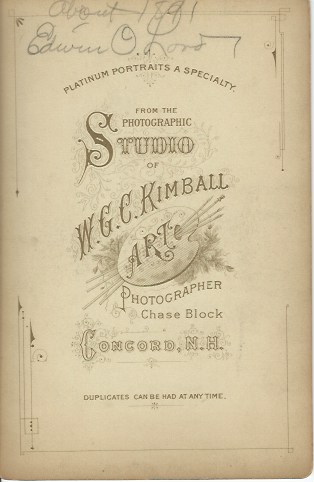 About 1891
Edwin O. Lord
PLATINUM PORTRAITS A SPECIALTY.
FROM THE
PHOTOGRAPHIC
STUDIO
OF
W.G.C. KIMBALL
ART
PHOTOGRAPHER
Chase Block
CONCORD, N.H.
DUPLICATES CAN BE HAD AT ANY TIME.